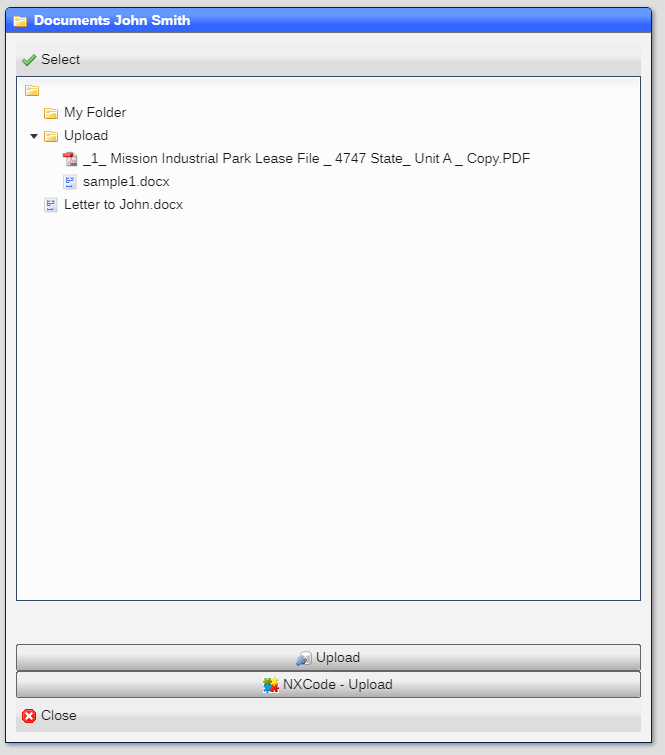 Documents John Smith
Select
My Folder
Upload
_1_ Mission Industrial Park Lease File _ 4747 State_ Unit A _ Copy.PDF
sample1.docx
Letter to John.docx
Upload
NXCode - Upload
Close